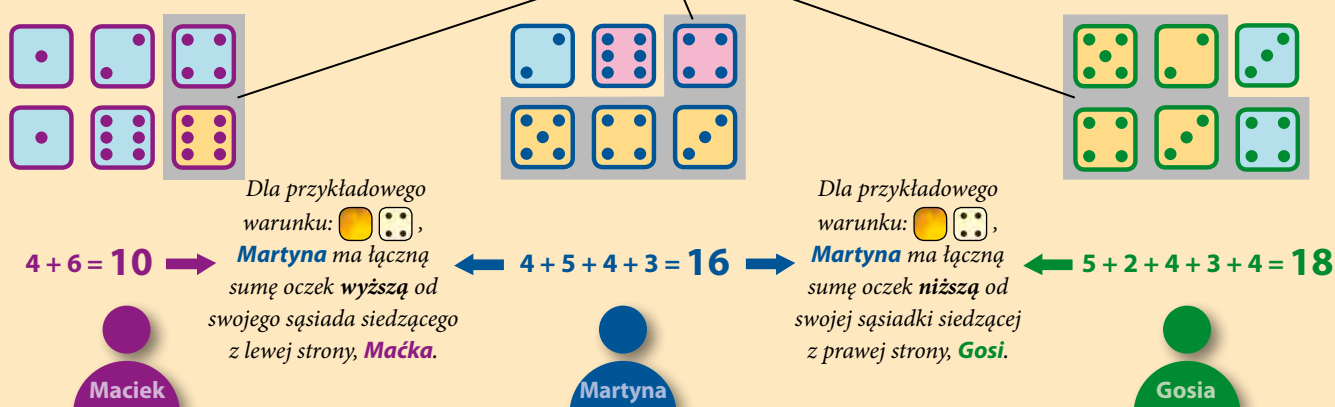 Dla przykładowego
warunku: ,
Martyna ma łączną
sumę oczek wyższą od
swojego sąsiada siedzącego
z lewej strony, Maćka.
Dla przykładowego
warunku: ,
Martyna ma łączną
sumę oczek niższą od
swojej sąsiadki siedzącej
z prawej strony, Gosi.
4 + 6 = 10
4 + 5 + 4 + 3 = 16
5 + 2 + 4 + 3 + 4 = 18
Maciek
Martyna
Gosia